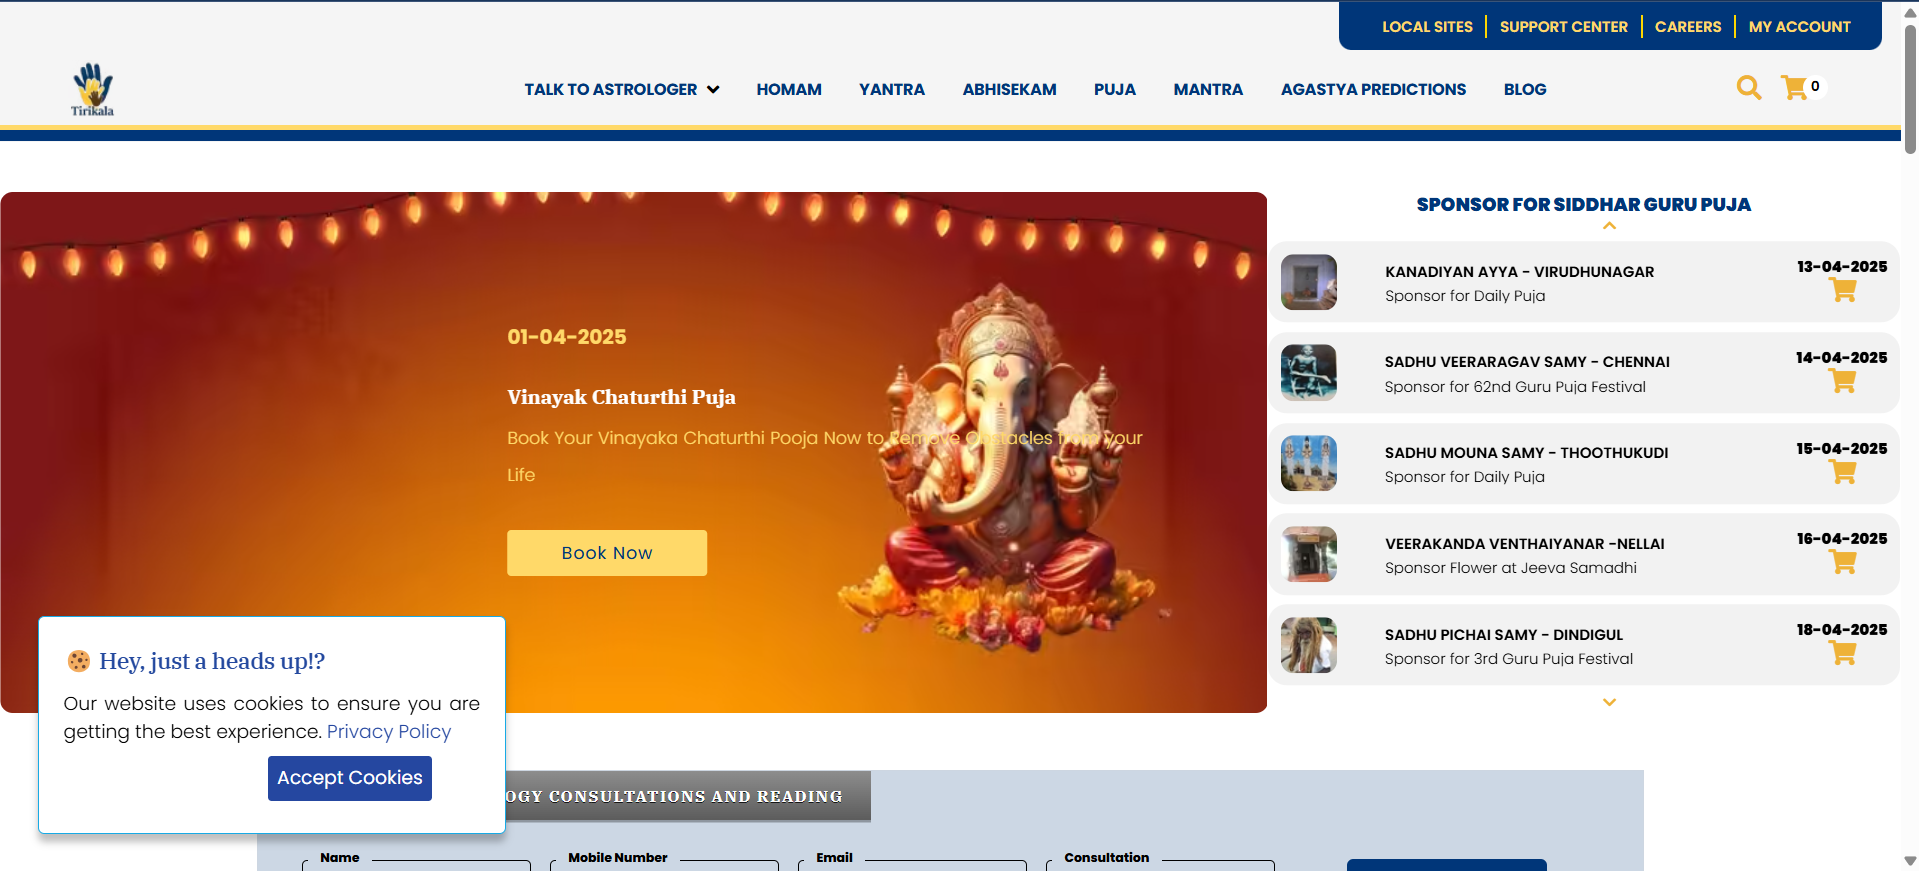 LOCAL SITES
SUPPORT CENTER
CAREERS
MY ACCOUNT
Tirikala
TALK TO ASTROLOGER
HOMAM
YANTRA
ABHISEKAM
PUJA
MANTRA
AGASTYA PREDICTIONS
BLOG
0
01-04-2025
Vinayak Chaturthi Puja
Book Your Vinayaka Chaturthi Pooja Now to Remove Obstacles from your
Life
Book Now
SPONSOR FOR SIDDHAR GURU PUJA
KANADIYAN AYYA - VIRUDHUNAGAR
Sponsor for Daily Puja
13-04-2025
SADHU VEERARAGAV SAMY - CHENNAI
Sponsor for 62nd Guru Puja Festival
14-04-2025
SADHU MOUNA SAMY - THOOTHUKUDI
Sponsor for Daily Puja
15-04-2025
VEERAKANDA VENTHAIYANAR -NELLAI
Sponsor Flower at Jeeva Samadhi
16-04-2025
SADHU PICHAI SAMY - DINDIGUL
Sponsor for 3rd Guru Puja Festival
18-04-2025
Hey, just a heads up!?
Our website uses cookies to ensure you are
getting the best experience. Privacy Policy
Accept Cookies
OGY CONSULTATIONS AND READING
Name
Mobile Number
Email
Consultation